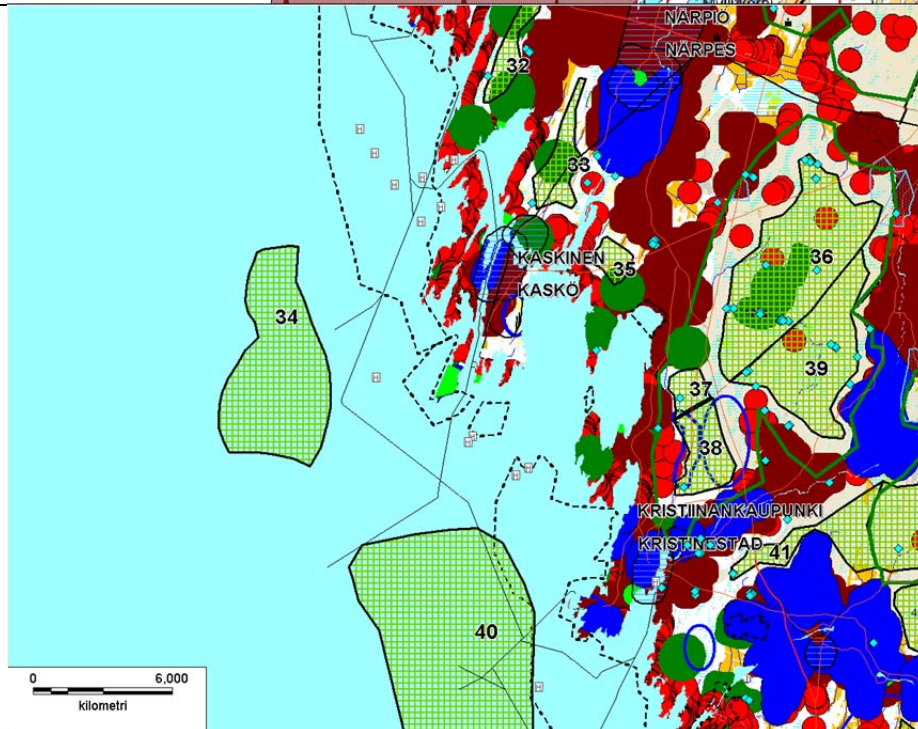 NÄRPIÖ
NÄRPES
32
33
KASKINEN
35
36
KASKÖ
34
39
37
38
KRISTIINANKAUPUNKI
KRISTINESTAD
41
40
0 6,000
kilometri